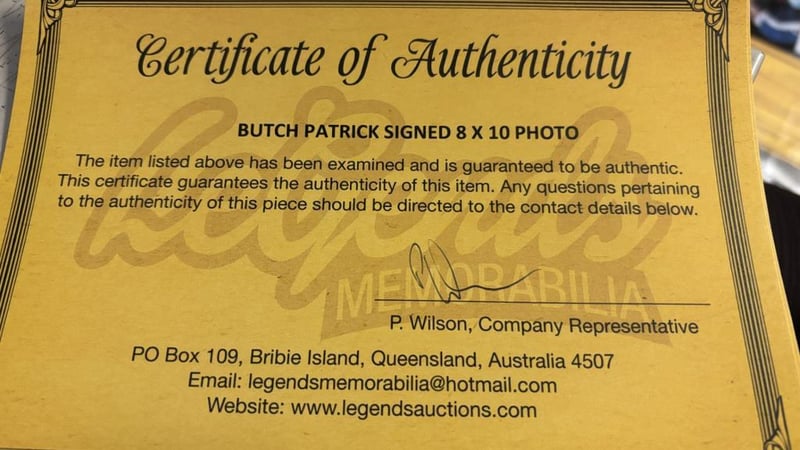 Certificate of Authenticity
BUTCH PATRICK SIGNED 8 X 10 PHOTO
The item listed above has been examined and is guaranteed to be authentic.
This certificate guarantees the authenticity of this item. Any questions pertaining
to the authenticity of this piece should be directed to the contact details below.
Legends
MEMORABILIA
P. Wilson, Company Representative
PO Box 109, Bribie Island, Queensland, Australia 4507
Email: legendsmemorabilia@hotmail.com
Website: www.legendsauctions.com